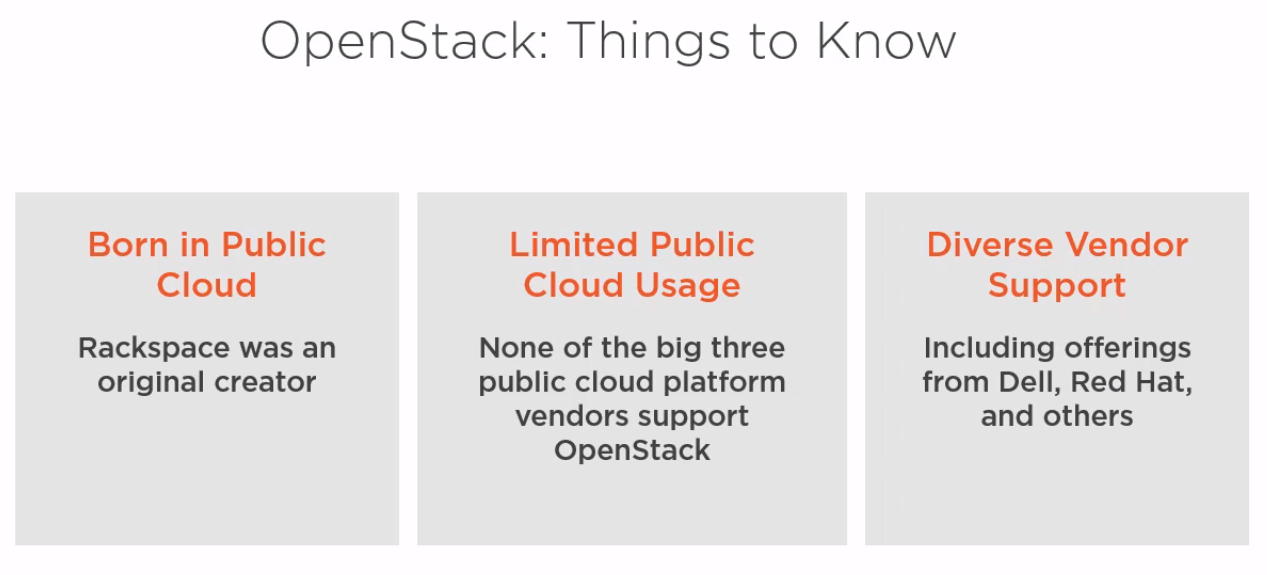 OpenStack: Things to Know
Born in Public
Cloud
Rackspace was an
original creator
Limited Public
Cloud Usage
None of the big three
public cloud platform
vendors support
OpenStack
Diverse Vendor
Support
Including offerings
from Dell, Red Hat,
and others